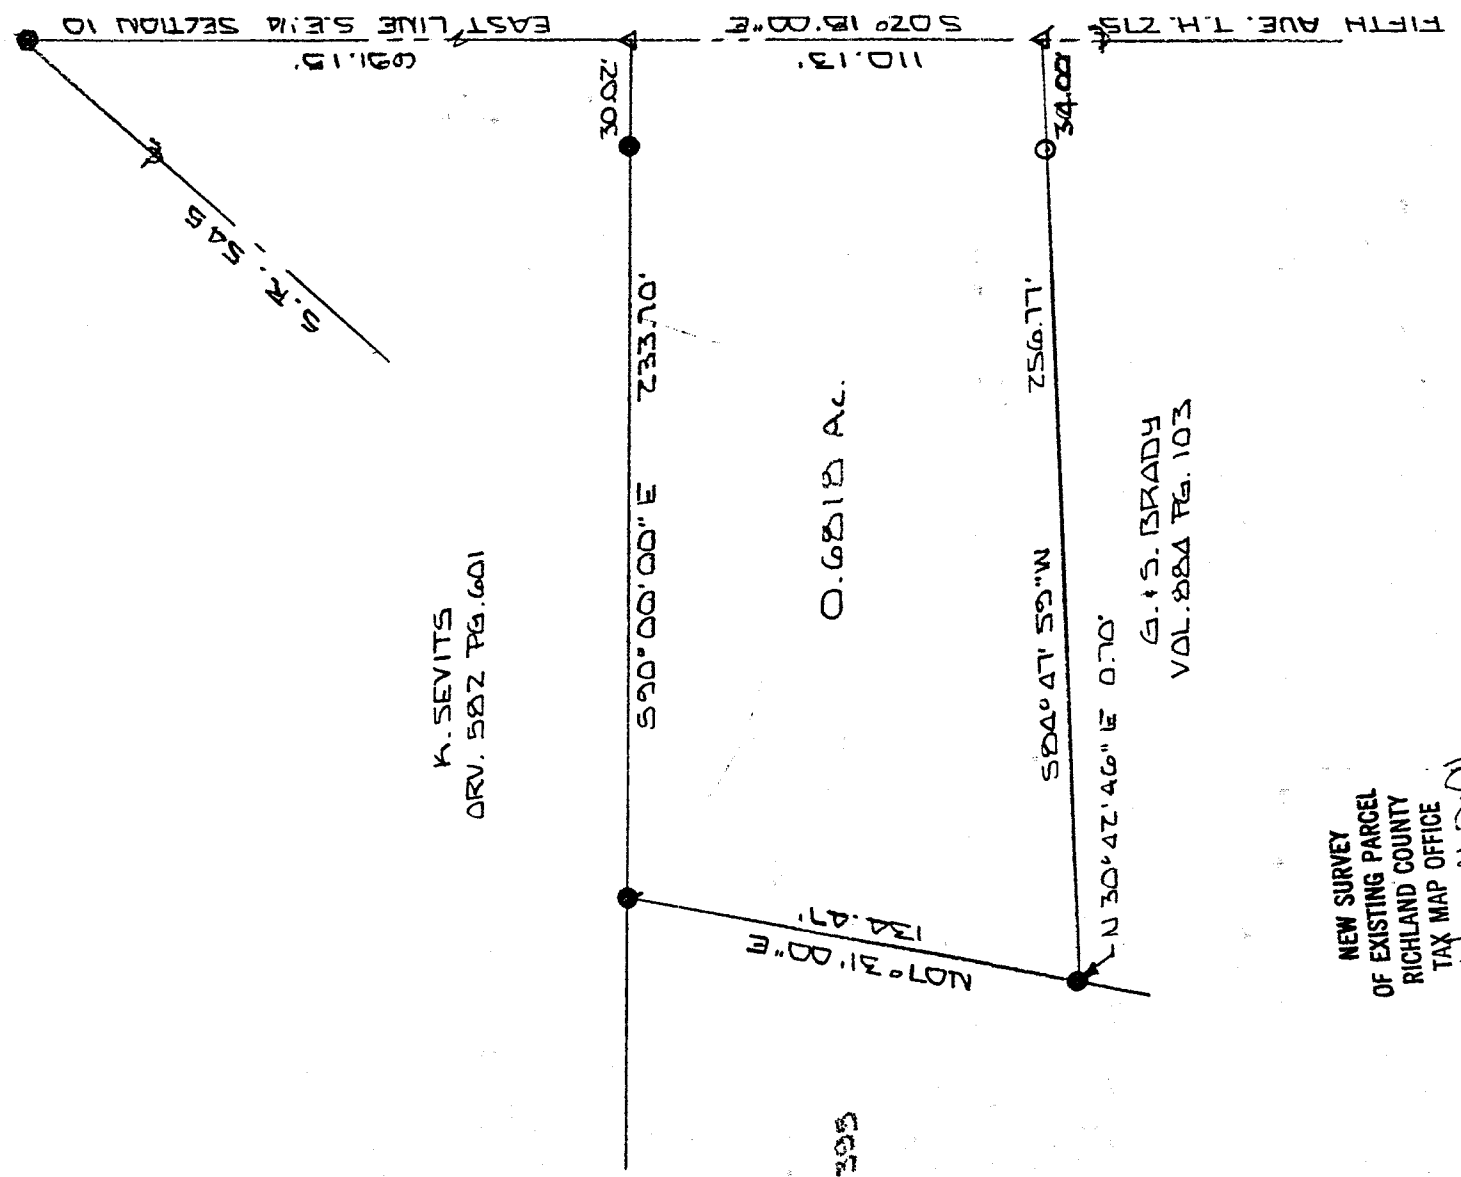 FIFTH AVE. T.H. 275
S 02° 18' 00" E
110.13'
EAST LINE S.E. 1/4 SECTION 10
691.15'
S.R. 545
30.02'
34.00'
233.70'
S 90° 00' 00" E
256.77'
S 84° 47' 59" W
0.6818 Ac.
K. SEVITS
ORV. 582 PG. 601
G. & S. BRADY
VOL. 884 PG. 103
N 30° 42' 46" E 0.70'
134.47'
N 07° 31' 00" E
NEW SURVEY
OF EXISTING PARCEL
RICHLAND COUNTY
TAX MAP OFFICE